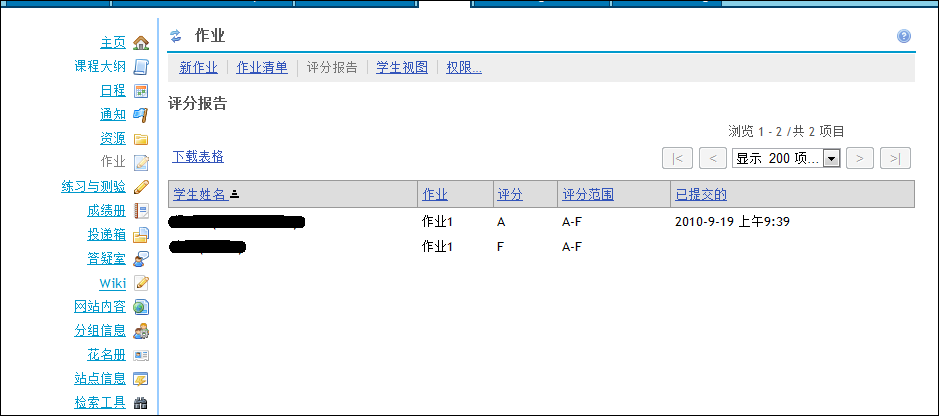 主页
课程大纲
日程
通知
资源
作业
练习与测验
成绩册
投递箱
答疑室
Wiki
网站内容
分组信息
花名册
站点信息
检索工具
作业
新作业 作业清单 评分报告 学生视图 权限...
评分报告
浏览 1 - 2 /共 2 项目
下载表格 |< < 显示 200 项... > >|
学生姓名 作业 评分 评分范围 已提交的
作业1 A A-F 2010-9-19 上午9:39
作业1 F A-F